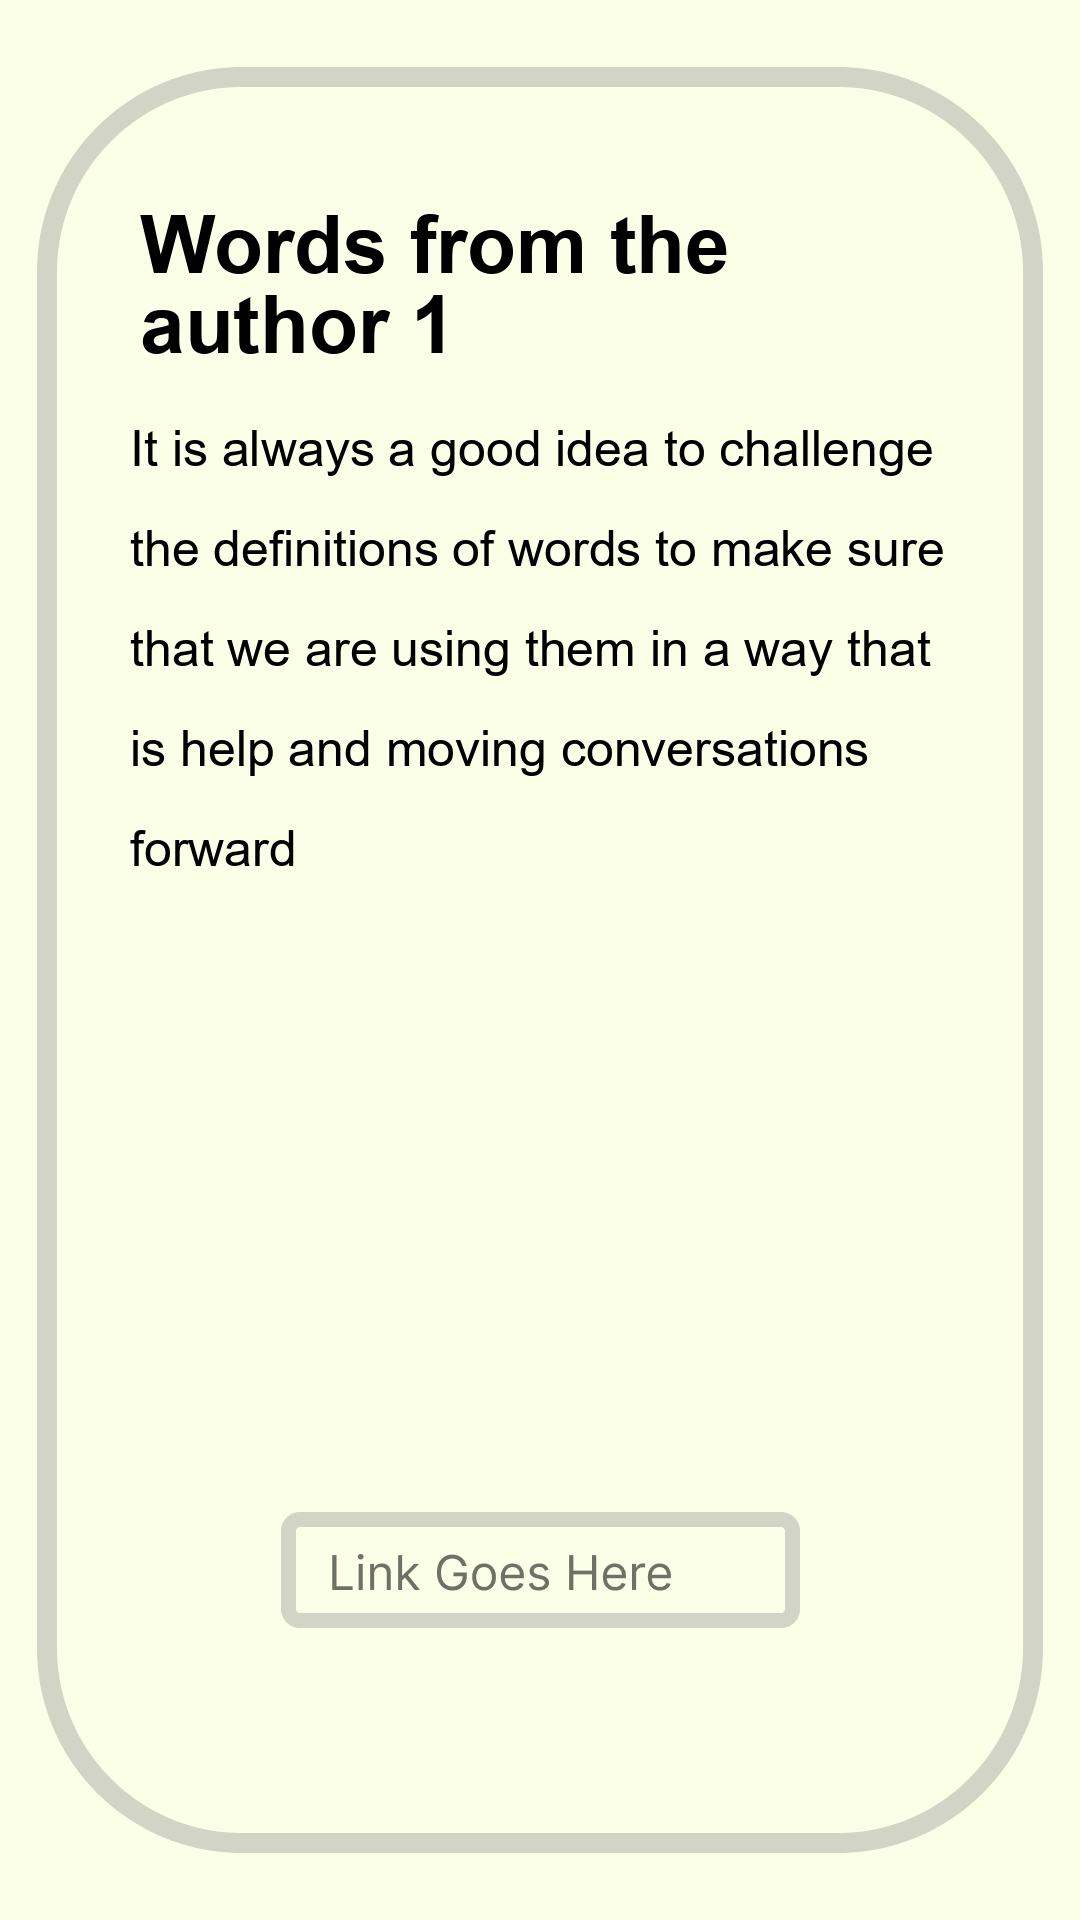 Words from the
author 1
It is always a good idea to challenge
the definitions of words to make sure
that we are using them in a way that
is help and moving conversations
forward
Link Goes Here